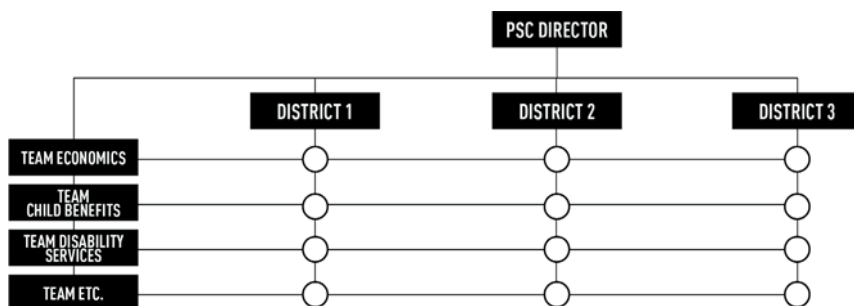 PSC DIRECTOR
DISTRICT 1
DISTRICT 2
DISTRICT 3
TEAM ECONOMICS
TEAM
CHILD BENEFITS
TEAM DISABILITY
SERVICES
TEAM ETC.